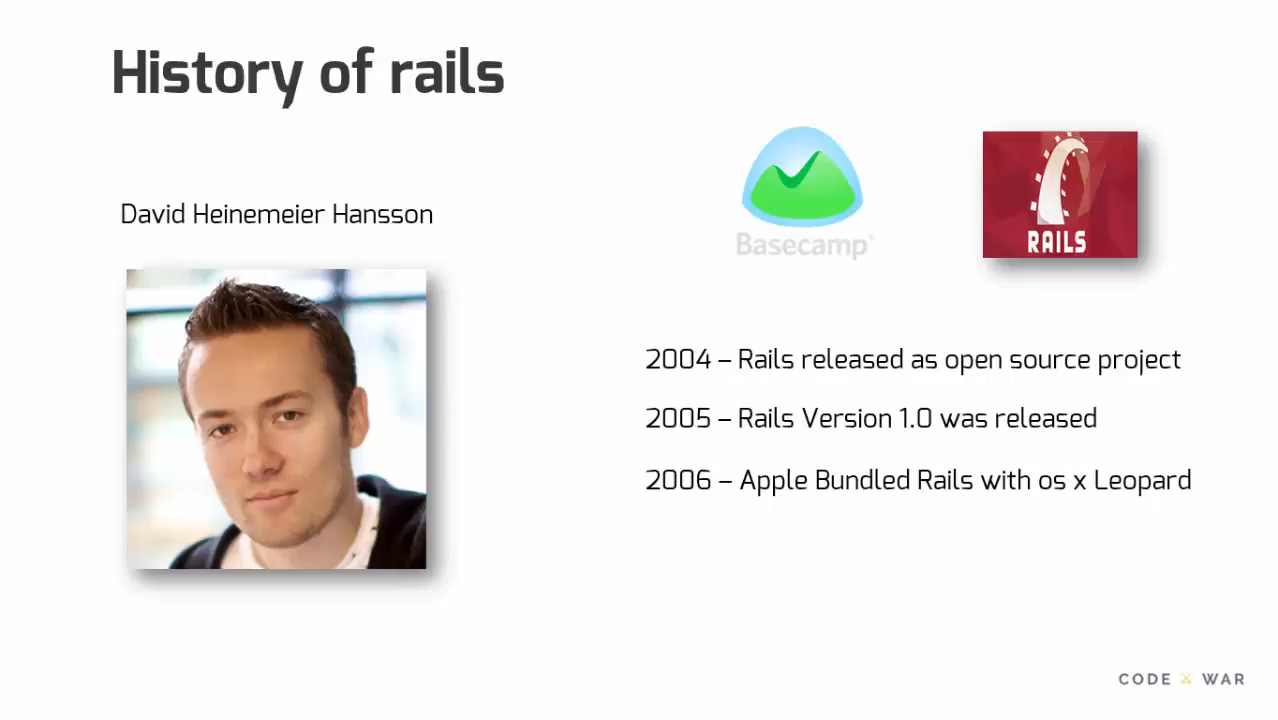 History of rails
David Heinemeier Hansson
Basecamp®
RAILS
2004 – Rails released as open source project
2005 – Rails Version 1.0 was released
2006 – Apple Bundled Rails with os x Leopard
CODE WAR